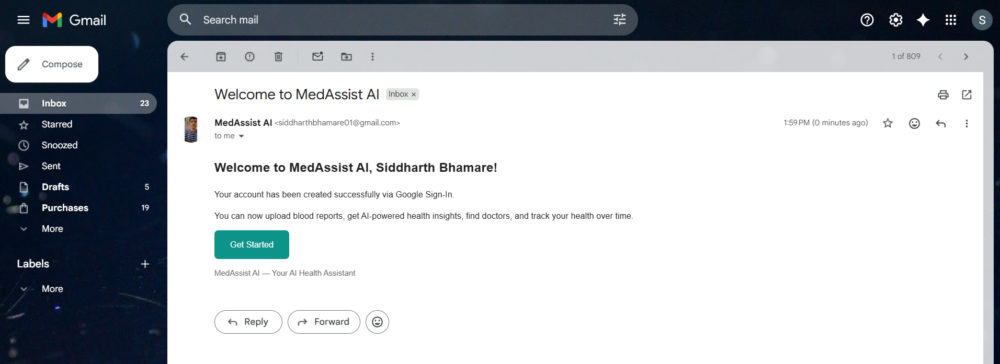 Gmail
Search mail
S
Compose
Inbox 23
Starred
Snoozed
Sent
Drafts 5
Purchases 19
More
Labels
More
1 of 809
Welcome to MedAssist AI Inbox ×
MedAssist AI <siddharthbhamare01@gmail.com> 1:59 PM (0 minutes ago)
to me
Welcome to MedAssist AI, Siddharth Bhamare!
Your account has been created successfully via Google Sign-In.
You can now upload blood reports, get AI-powered health insights, find doctors, and track your health over time.
Get Started
MedAssist AI — Your AI Health Assistant
Reply Forward